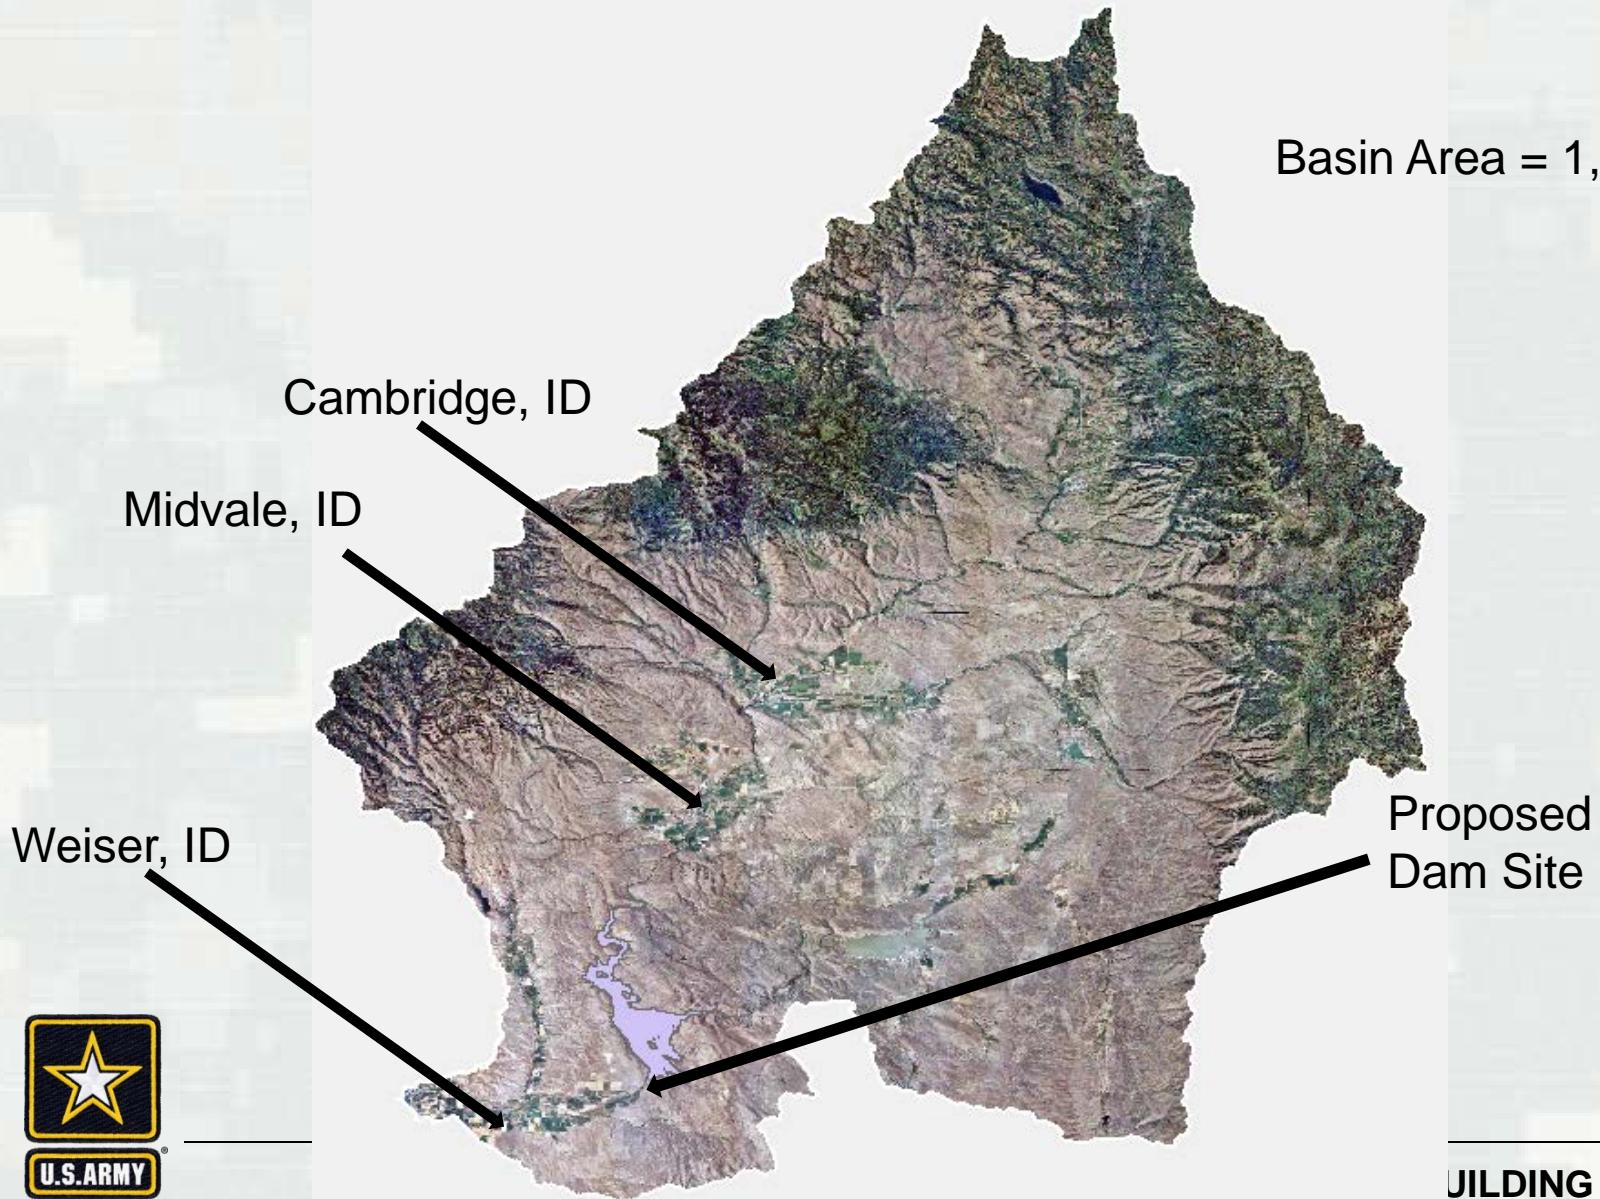 Basin Area = 1,
Cambridge, ID
Midvale, ID
Weiser, ID
Proposed
Dam Site
U.S.ARMY
®
UILDING